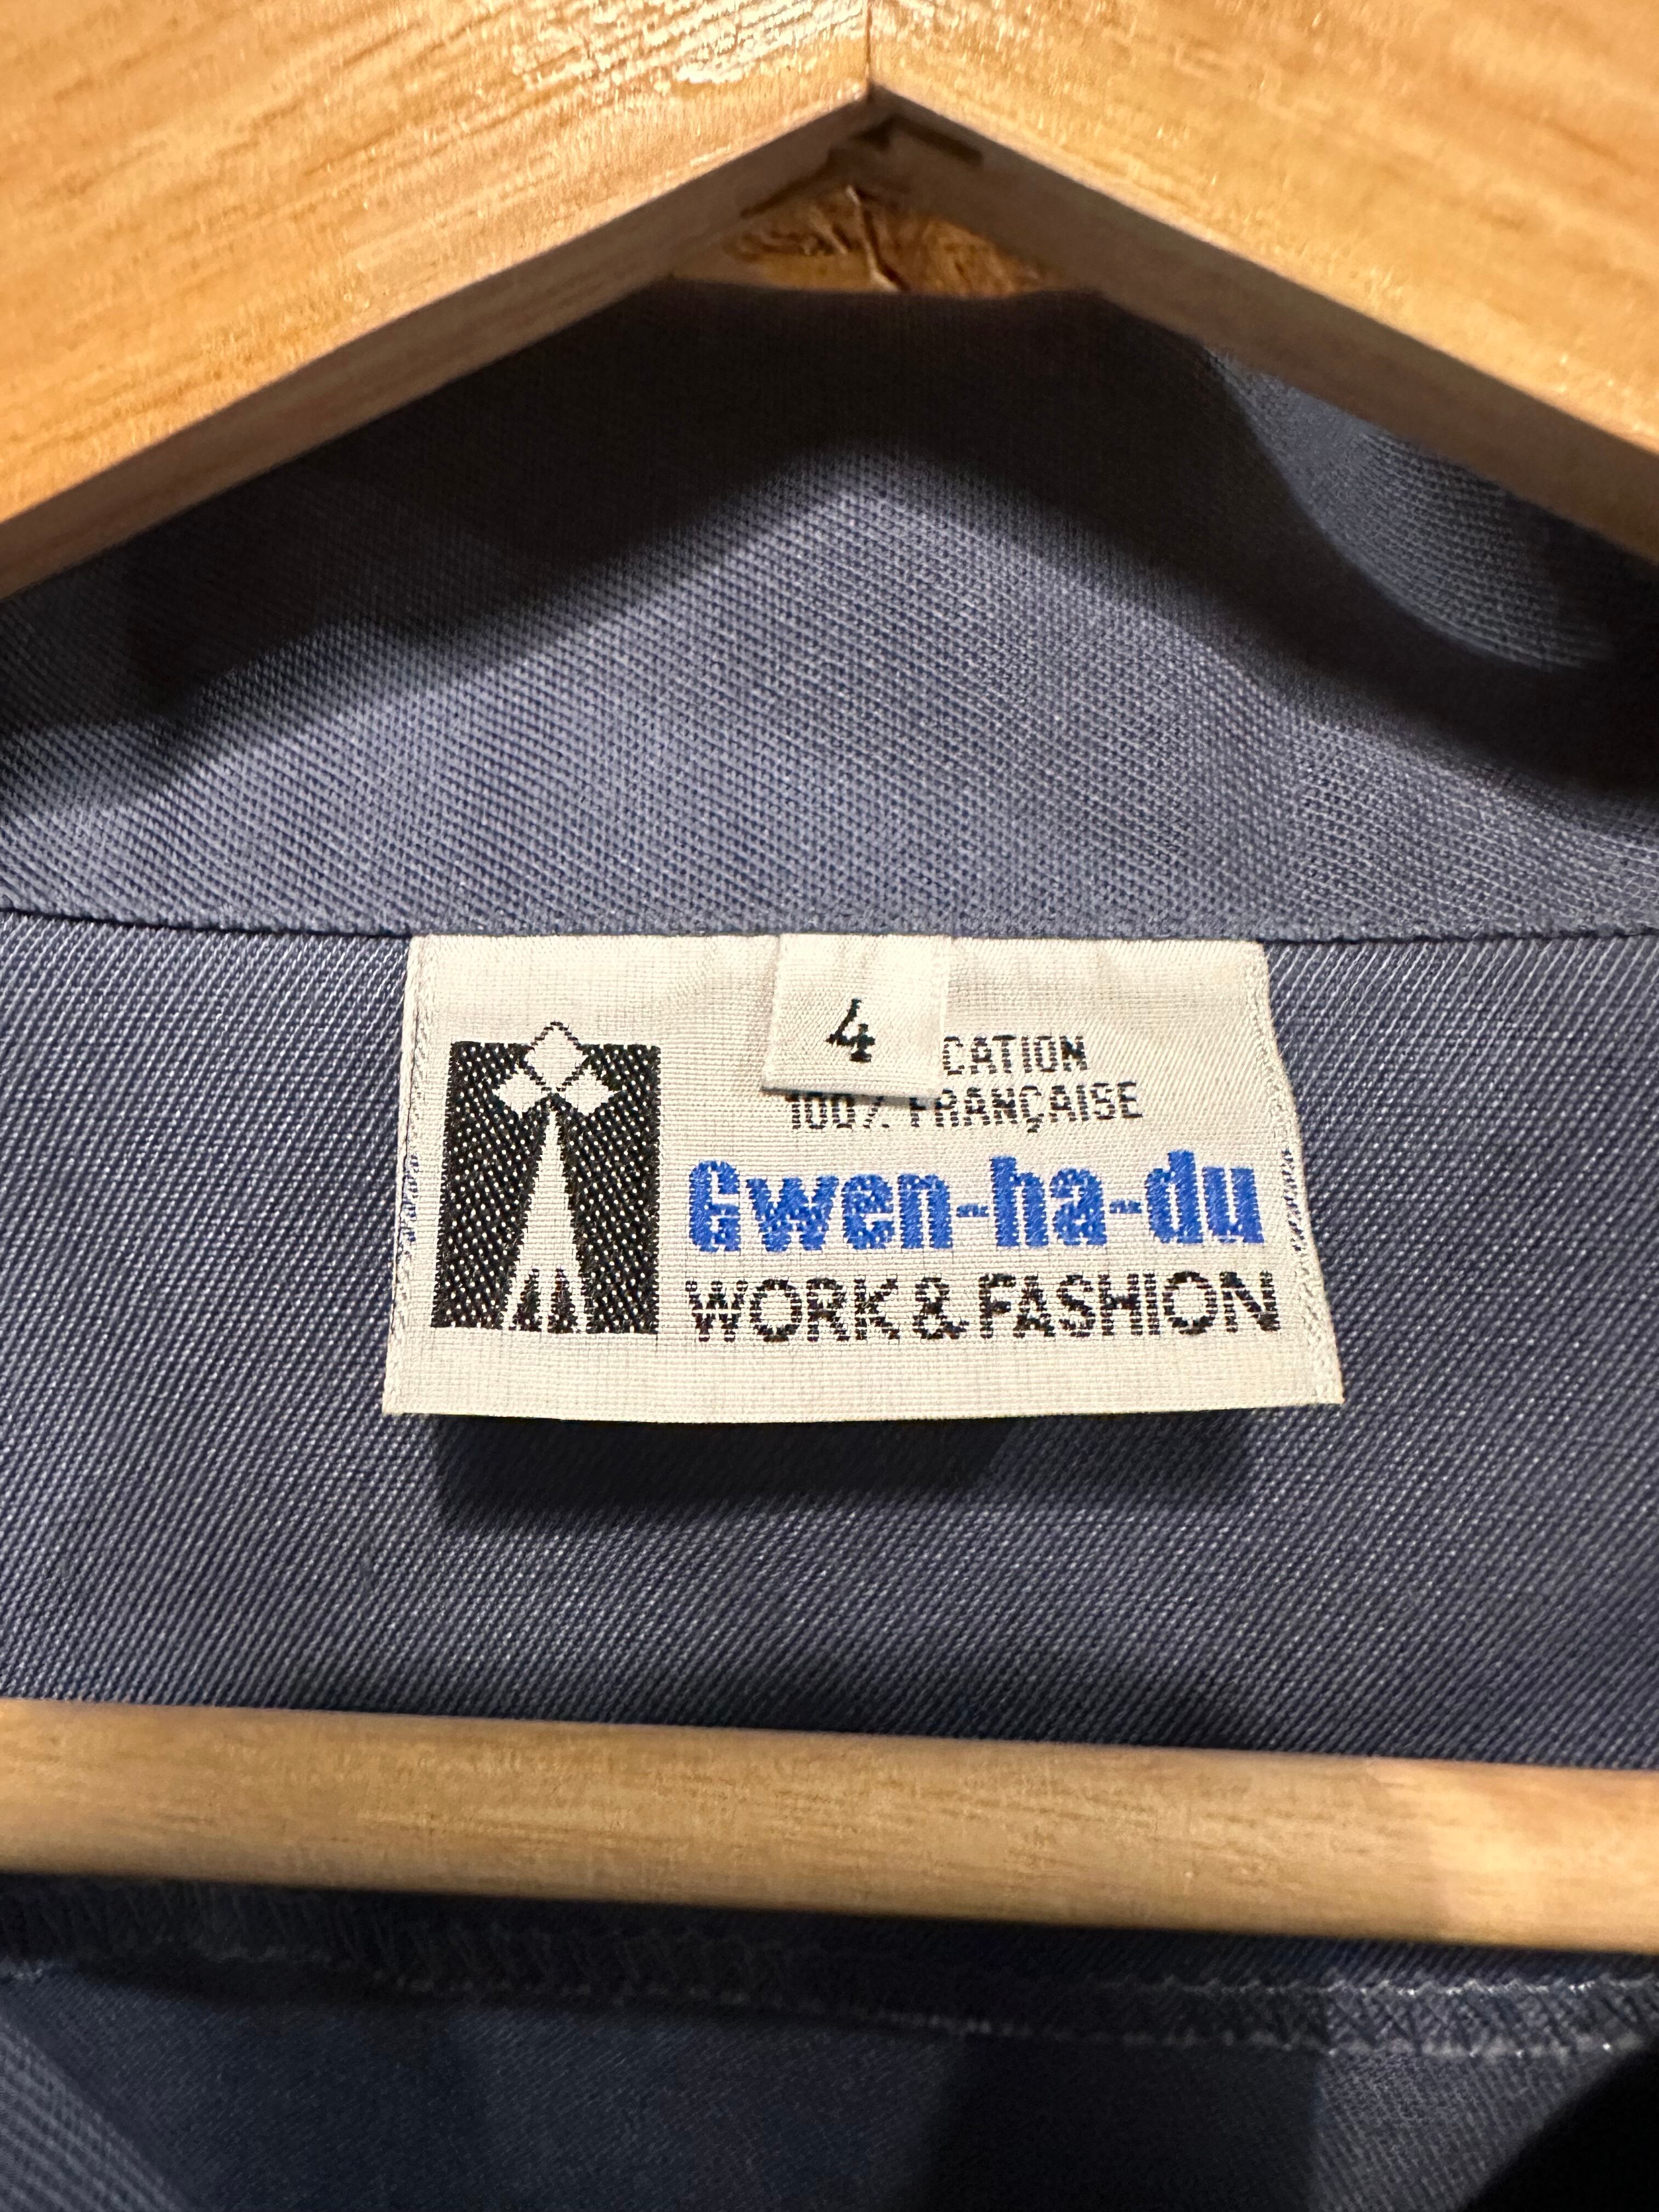 4
CATION
100% FRANÇAISE
Gwen-ha-du
WORK & FASHION